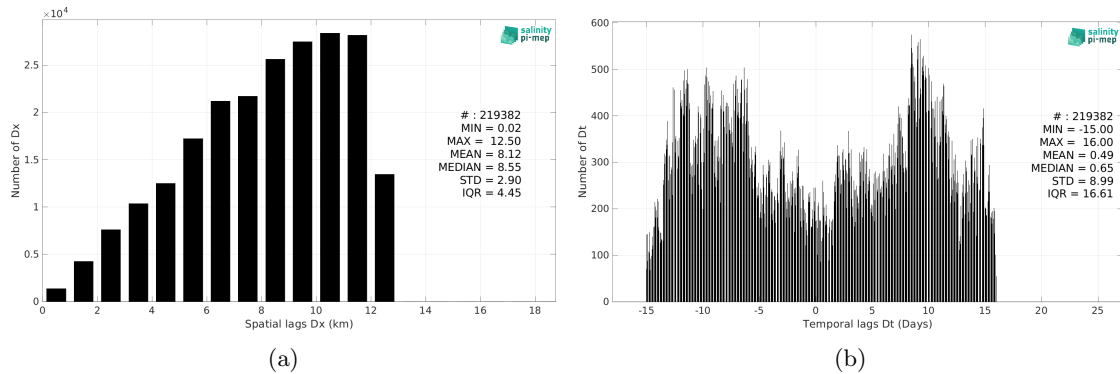 ×10⁴
2.5
2
1.5
1
0.5
0
Number of Dx
0 2 4 6 8 10 12 14 16 18
Spatial lags Dx (km)
salinity
pi-mep
# : 219382
MIN = 0.02
MAX = 12.50
MEAN = 8.12
MEDIAN = 8.55
STD = 2.90
IQR = 4.45
(a)
600
500
400
300
200
100
0
Number of Dt
-15 -10 -5 0 5 10 15 20 25
Temporal lags Dt (Days)
salinity
pi-mep
# : 219382
MIN = -15.00
MAX = 16.00
MEAN = 0.49
MEDIAN = 0.65
STD = 8.99
IQR = 16.61
(b)